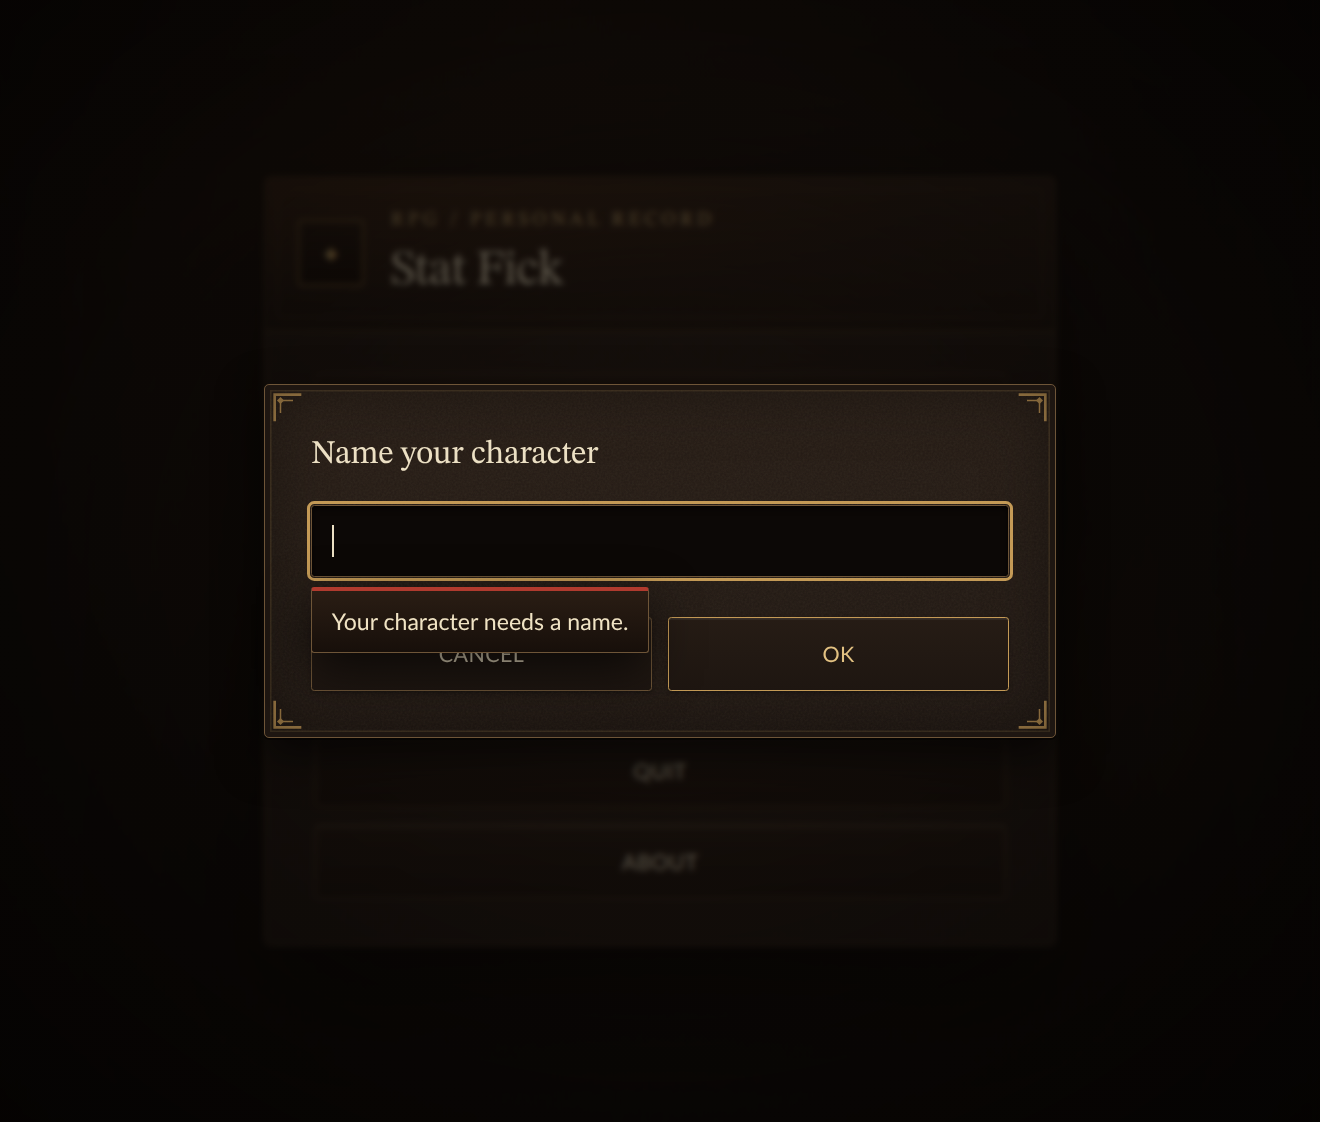 RPG / PERSONAL RECORD
Stat Fick
Name your character
Your character needs a name.
CANCEL
OK
QUIT
ABOUT